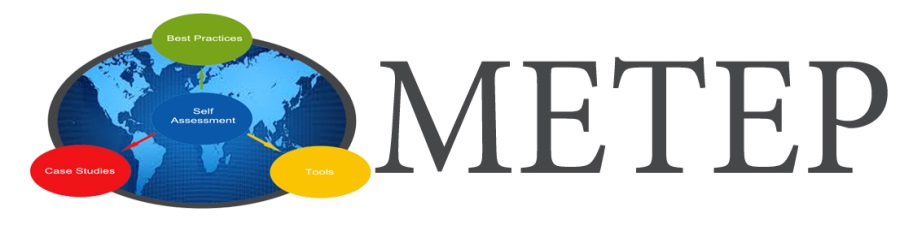 Best Practices
Self
Assessment
Case Studies
Tools
METEP